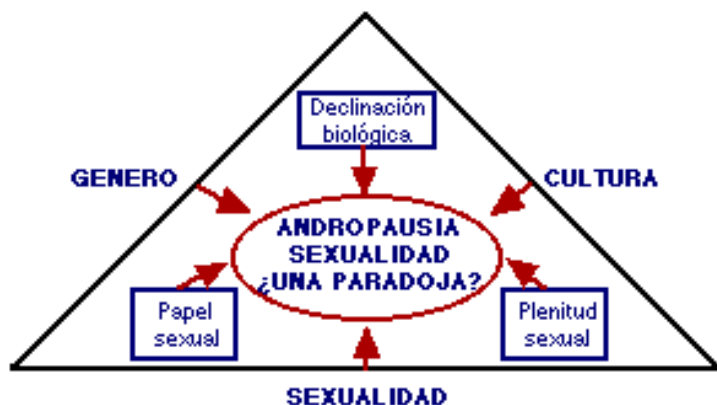 Declinación
biológica
GENERO
CULTURA
ANDROPAUSIA
SEXUALIDAD
¿UNA PARADOJA?
Papel
sexual
Plenitud
sexual
SEXUALIDAD